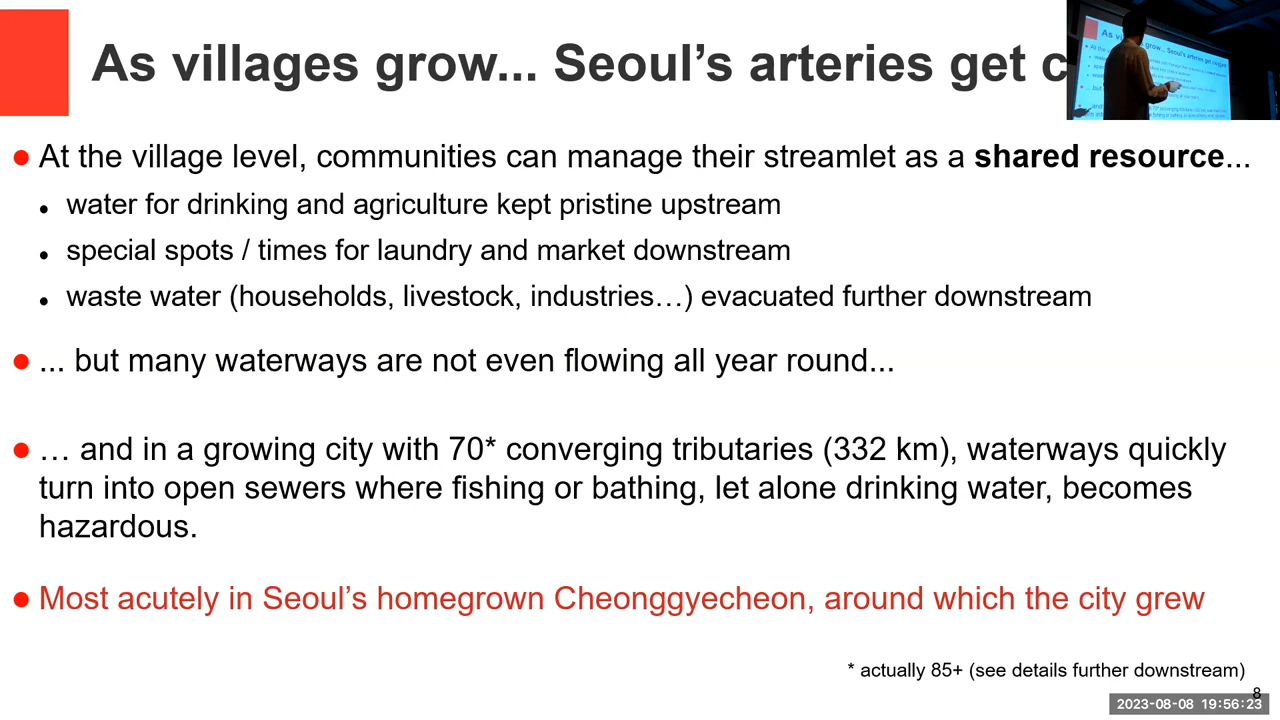 As villages grow... Seoul’s arteries get c
At the village level, communities can manage their streamlet as a shared resource...
water for drinking and agriculture kept pristine upstream
special spots / times for laundry and market downstream
waste water (households, livestock, industries…) evacuated further downstream
... but many waterways are not even flowing all year round...
… and in a growing city with 70* converging tributaries (332 km), waterways quickly
turn into open sewers where fishing or bathing, let alone drinking water, becomes
hazardous.
Most acutely in Seoul’s homegrown Cheonggyecheon, around which the city grew
* actually 85+ (see details further downstream)
8
2023-08-08 19:56:23